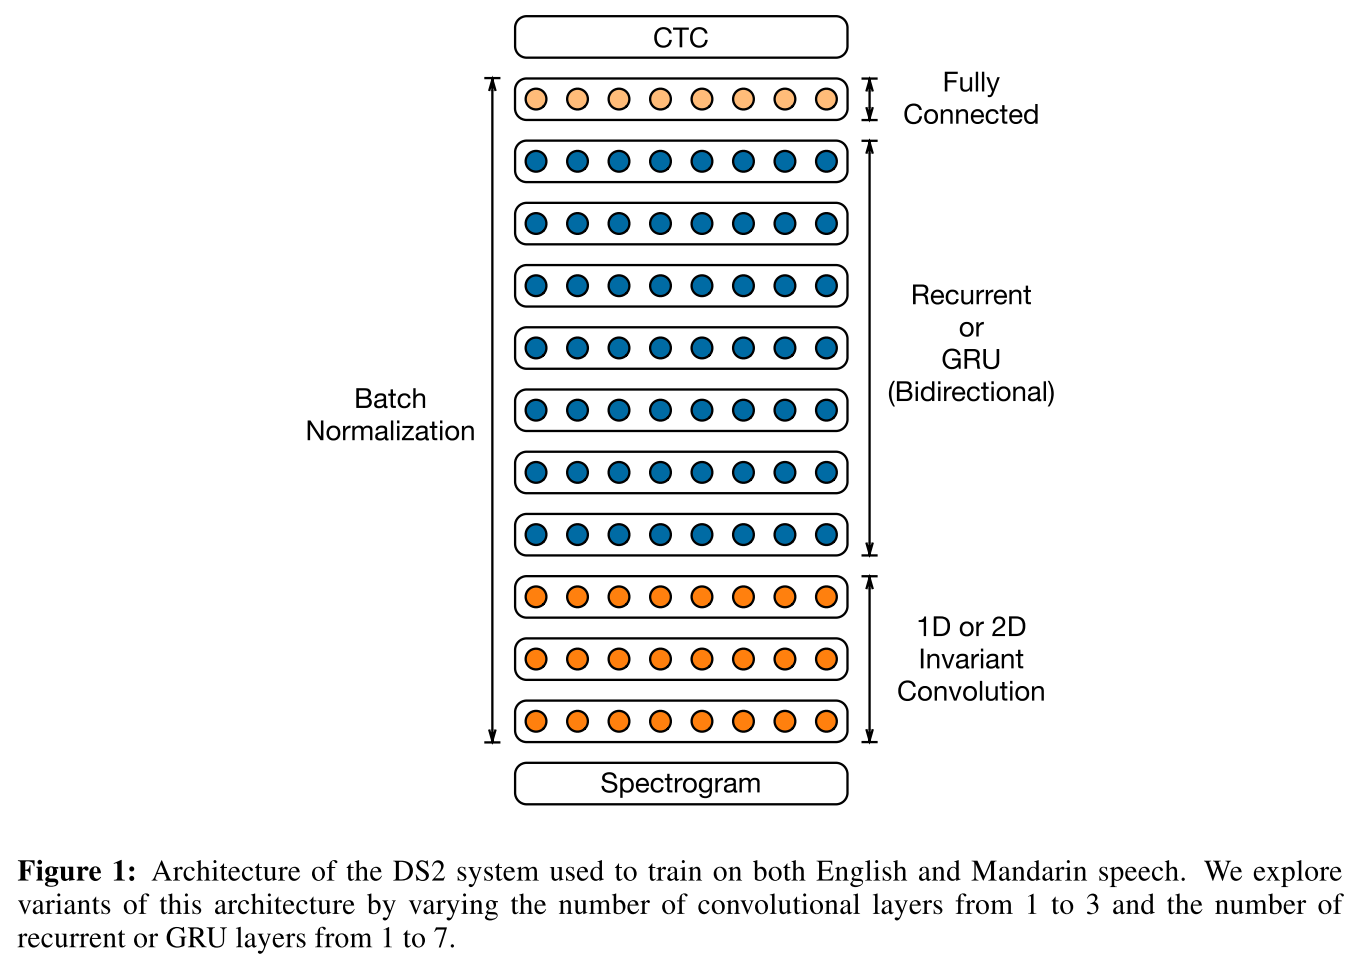 CTC
Fully
Connected
Recurrent
or
GRU
(Bidirectional)
Batch
Normalization
1D or 2D
Invariant
Convolution
Spectrogram
Figure 1: Architecture of the DS2 system used to train on both English and Mandarin speech. We explore
variants of this architecture by varying the number of convolutional layers from 1 to 3 and the number of
recurrent or GRU layers from 1 to 7.